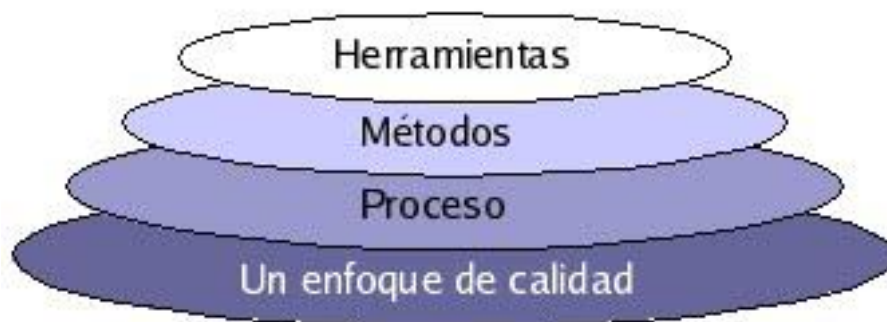 Herramientas
Métodos
Proceso
Un enfoque de calidad